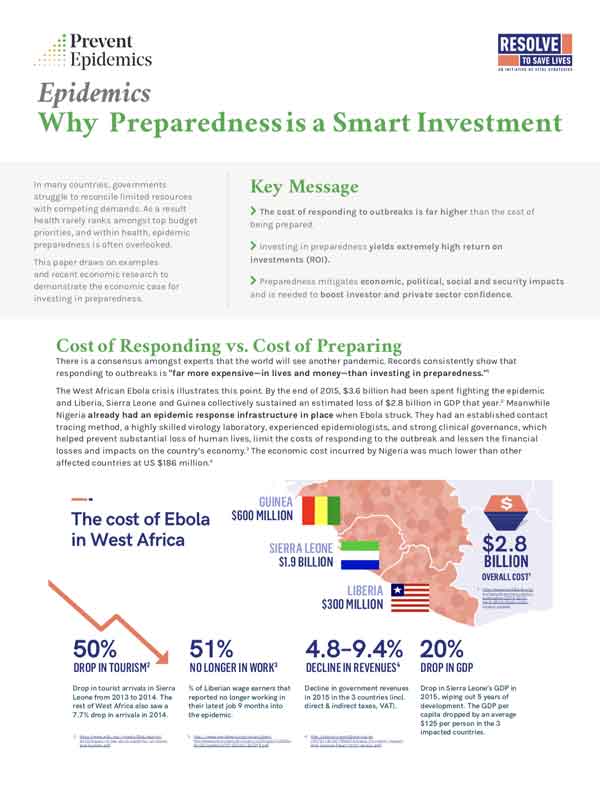 Prevent
Epidemics
RESOLVE
TO SAVE LIVES
AN INITIATIVE OF VITAL STRATEGIES
Epidemics
Why Preparedness is a Smart Investment
In many countries, governments
struggle to reconcile limited resources
with competing demands. As a result
health rarely ranks amongst top budget
priorities, and within health, epidemic
preparedness is often overlooked.
This paper draws on examples
and recent economic research to
demonstrate the economic case for
investing in preparedness.
Key Message
The cost of responding to outbreaks is far higher than the cost of
being prepared.
Investing in preparedness yields extremely high return on
investments (ROI).
Preparedness mitigates economic, political, social and security impacts
and is needed to boost investor and private sector confidence.
Cost of Responding vs. Cost of Preparing
There is a consensus amongst experts that the world will see another pandemic. Records consistently show that
responding to outbreaks is "far more expensive—in lives and money—than investing in preparedness."¹
The West African Ebola crisis illustrates this point. By the end of 2015, $3.6 billion had been spent fighting the epidemic
and Liberia, Sierra Leone and Guinea collectively sustained an estimated loss of $2.8 billion in GDP that year.² Meanwhile
Nigeria already had an epidemic response infrastructure in place when Ebola struck. They had an established contact
tracing method, a highly skilled virology laboratory, experienced epidemiologists, and strong clinical governance, which
helped prevent substantial loss of human lives, limit the costs of responding to the outbreak and lessen the financial
losses and impacts on the country's economy.³ The economic cost incurred by Nigeria was much lower than other
affected countries at US $186 million.⁴
The cost of Ebola
in West Africa
GUINEA
$600 MILLION
SIERRA LEONE
$1.9 BILLION
LIBERIA
$300 MILLION
$
$2.8
BILLION
OVERALL COST¹
50%
DROP IN TOURISM²
Drop in tourist arrivals in Sierra
Leone from 2013 to 2014. The
rest of West Africa also saw a
7.7% drop in arrivals in 2014.
51%
NO LONGER IN WORK³
% of Liberian wage earners that
reported no longer working in
their latest job 9 months into
the epidemic.
4.8–9.4%
DECLINE IN REVENUES⁴
Decline in government revenues
in 2015 in the 3 countries (incl.
direct & indirect taxes, VAT).
20%
DROP IN GDP
Drop in Sierra Leone's GDP in
2015, wiping out 5 years of
development. The GDP per
capita dropped by an average
$125 per person in the 3
impacted countries.